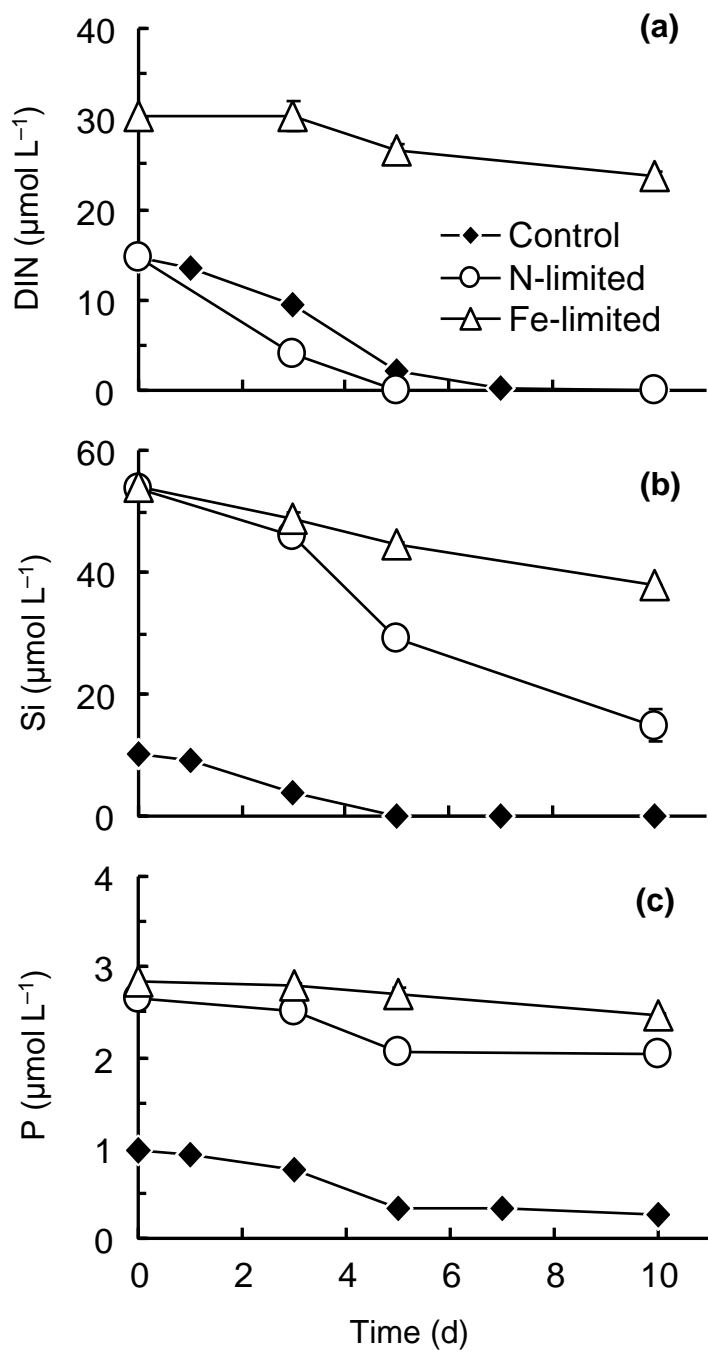 (a)
40
30
20
10
0
DIN (µmol L⁻¹)
Control
N-limited
Fe-limited
(b)
60
40
20
0
Si (µmol L⁻¹)
(c)
4
3
2
1
0
P (µmol L⁻¹)
0 2 4 6 8 10
Time (d)